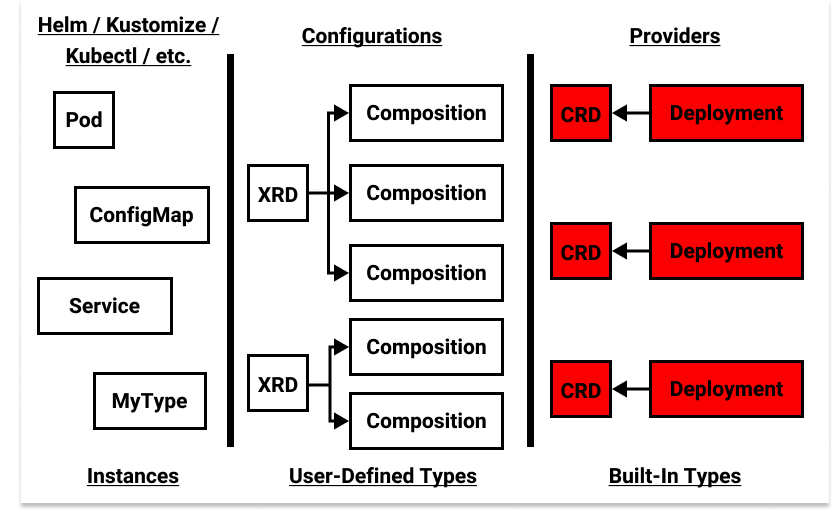 Helm / Kustomize /
Kubectl / etc.
Pod
ConfigMap
Service
MyType
Instances
Configurations
XRD
Composition
Composition
Composition
XRD
Composition
Composition
User-Defined Types
Providers
CRD
Deployment
CRD
Deployment
CRD
Deployment
Built-In Types